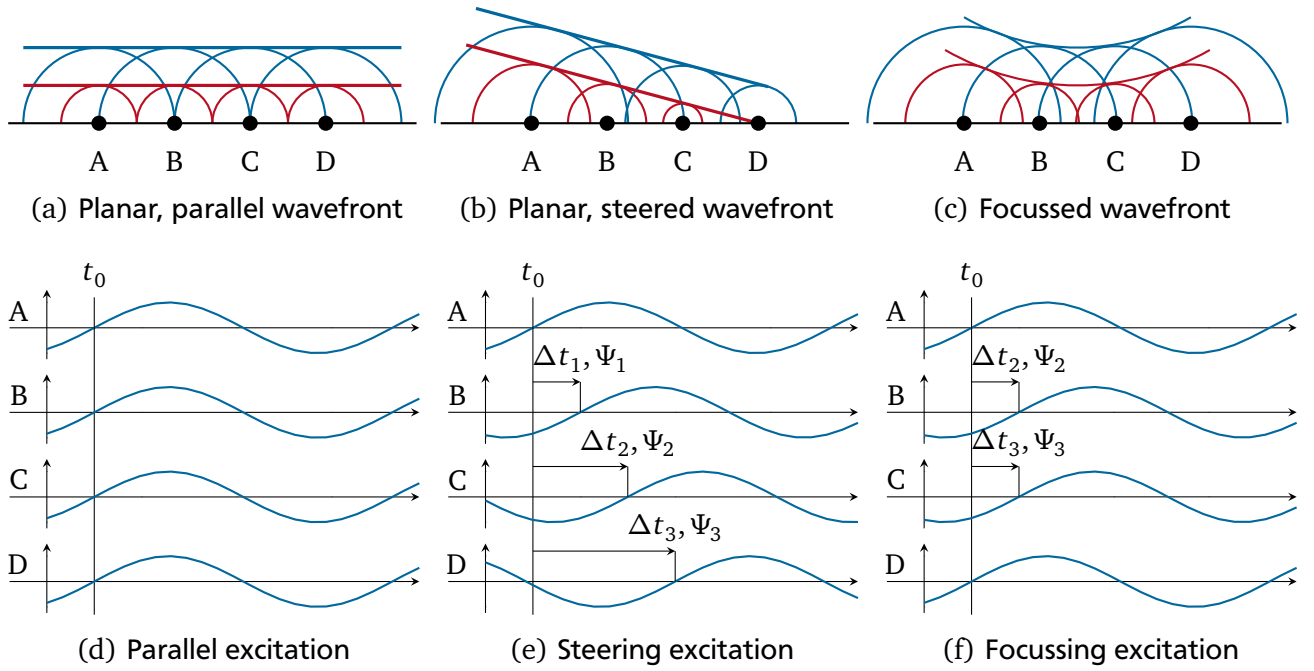 A B C D
A B C D
A B C D
(a) Planar, parallel wavefront
(b) Planar, steered wavefront
(c) Focussed wavefront
t₀
A
B
C
D
(d) Parallel excitation
t₀
A
Δt₁, Ψ₁
B
Δt₂, Ψ₂
C
Δt₃, Ψ₃
D
(e) Steering excitation
t₀
A
Δt₂, Ψ₂
B
Δt₃, Ψ₃
C
D
(f) Focussing excitation